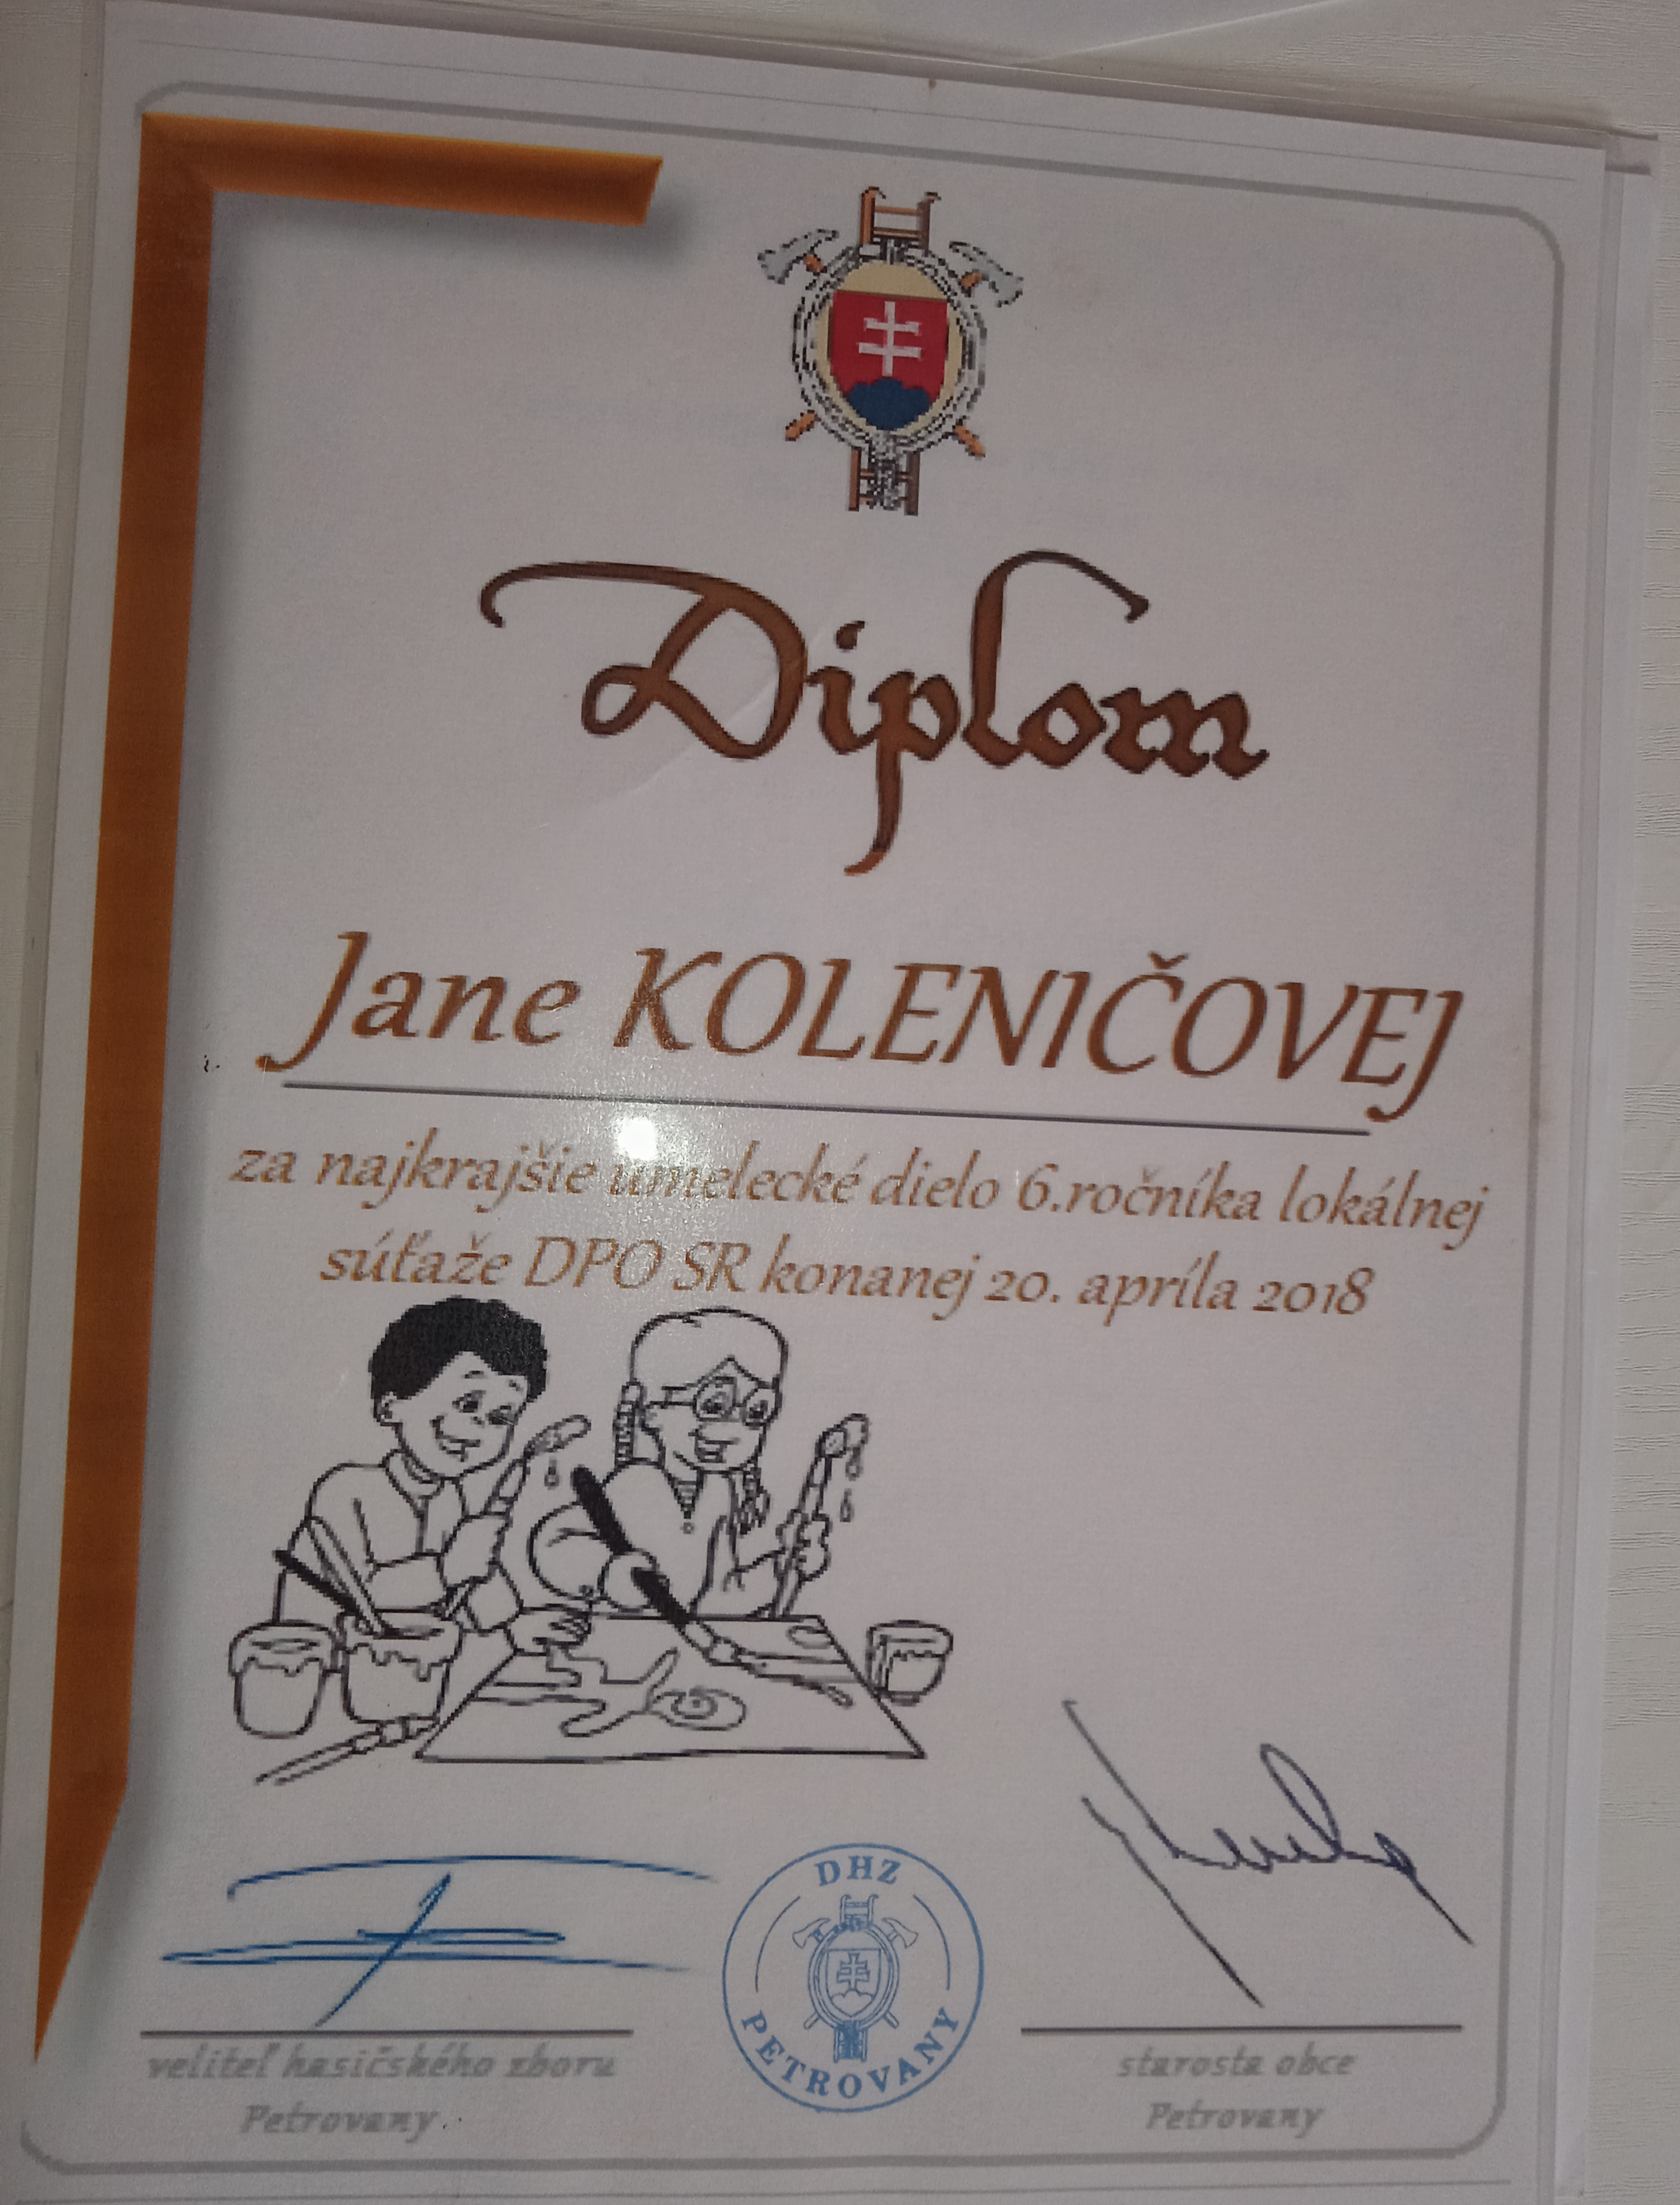 Diplom
Jane KOLENIČOVEJ
za najkrajšie umelecké dielo 6.ročníka lokálnej
súťaže DPO SR konanej 20. apríla 2018
DHZ
PETROVANY
veliteľ hasičského zboru
Petrovany
starosta obce
Petrovany